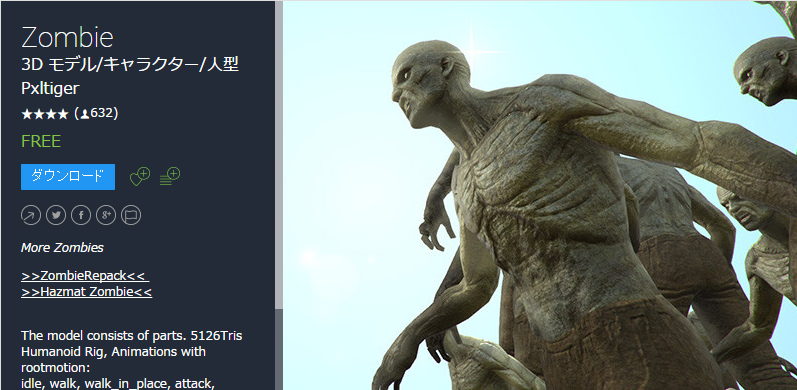 Zombie
3D モデル/キャラクター/人型
Pxltiger
★★★★ (632)
FREE
ダウンロード
More Zombies
>>ZombieRepack<<
>>Hazmat Zombie<<
The model consists of parts. 5126Tris
Humanoid Rig, Animations with
rootmotion:
idle, walk, walk_in_place, attack,